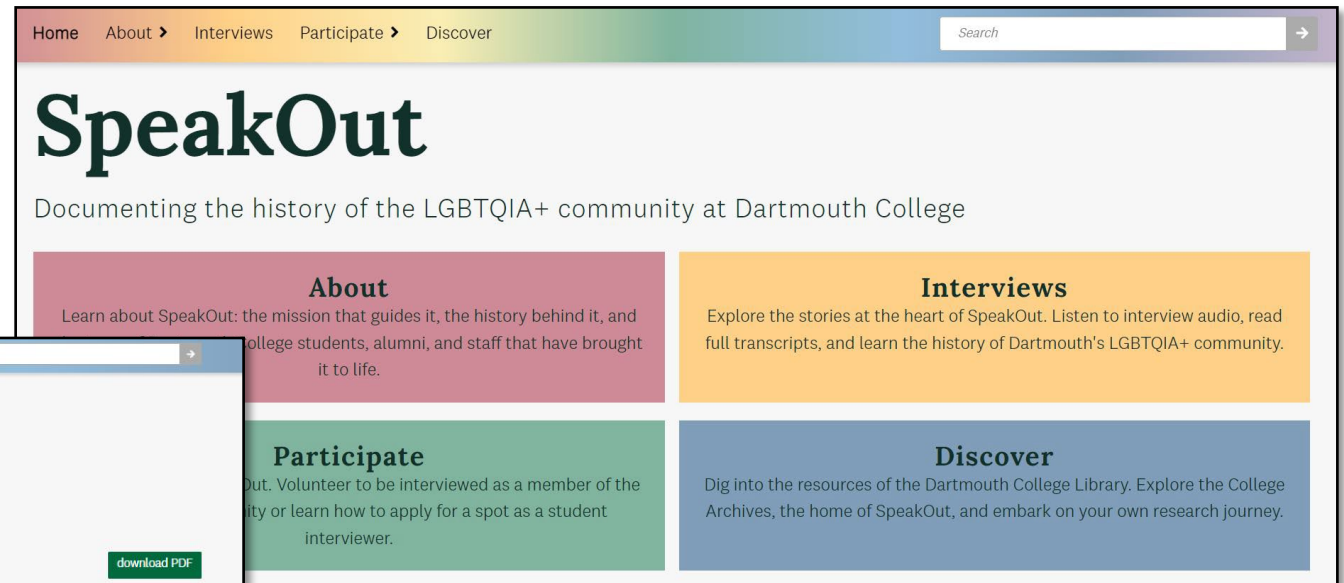 Home About Interviews Participate Discover Search
SpeakOut
Documenting the history of the LGBTQIA+ community at Dartmouth College
About
Learn about SpeakOut: the mission that guides it, the history behind it, and
ollege students, alumni, and staff that have brought
it to life.
Interviews
Explore the stories at the heart of SpeakOut. Listen to interview audio, read
full transcripts, and learn the history of Dartmouth's LGBTQIA+ community.
Participate
Out. Volunteer to be interviewed as a member of the
ity or learn how to apply for a spot as a student
interviewer.
Discover
Dig into the resources of the Dartmouth College Library. Explore the College
Archives, the home of SpeakOut, and embark on your own research journey.
download PDF